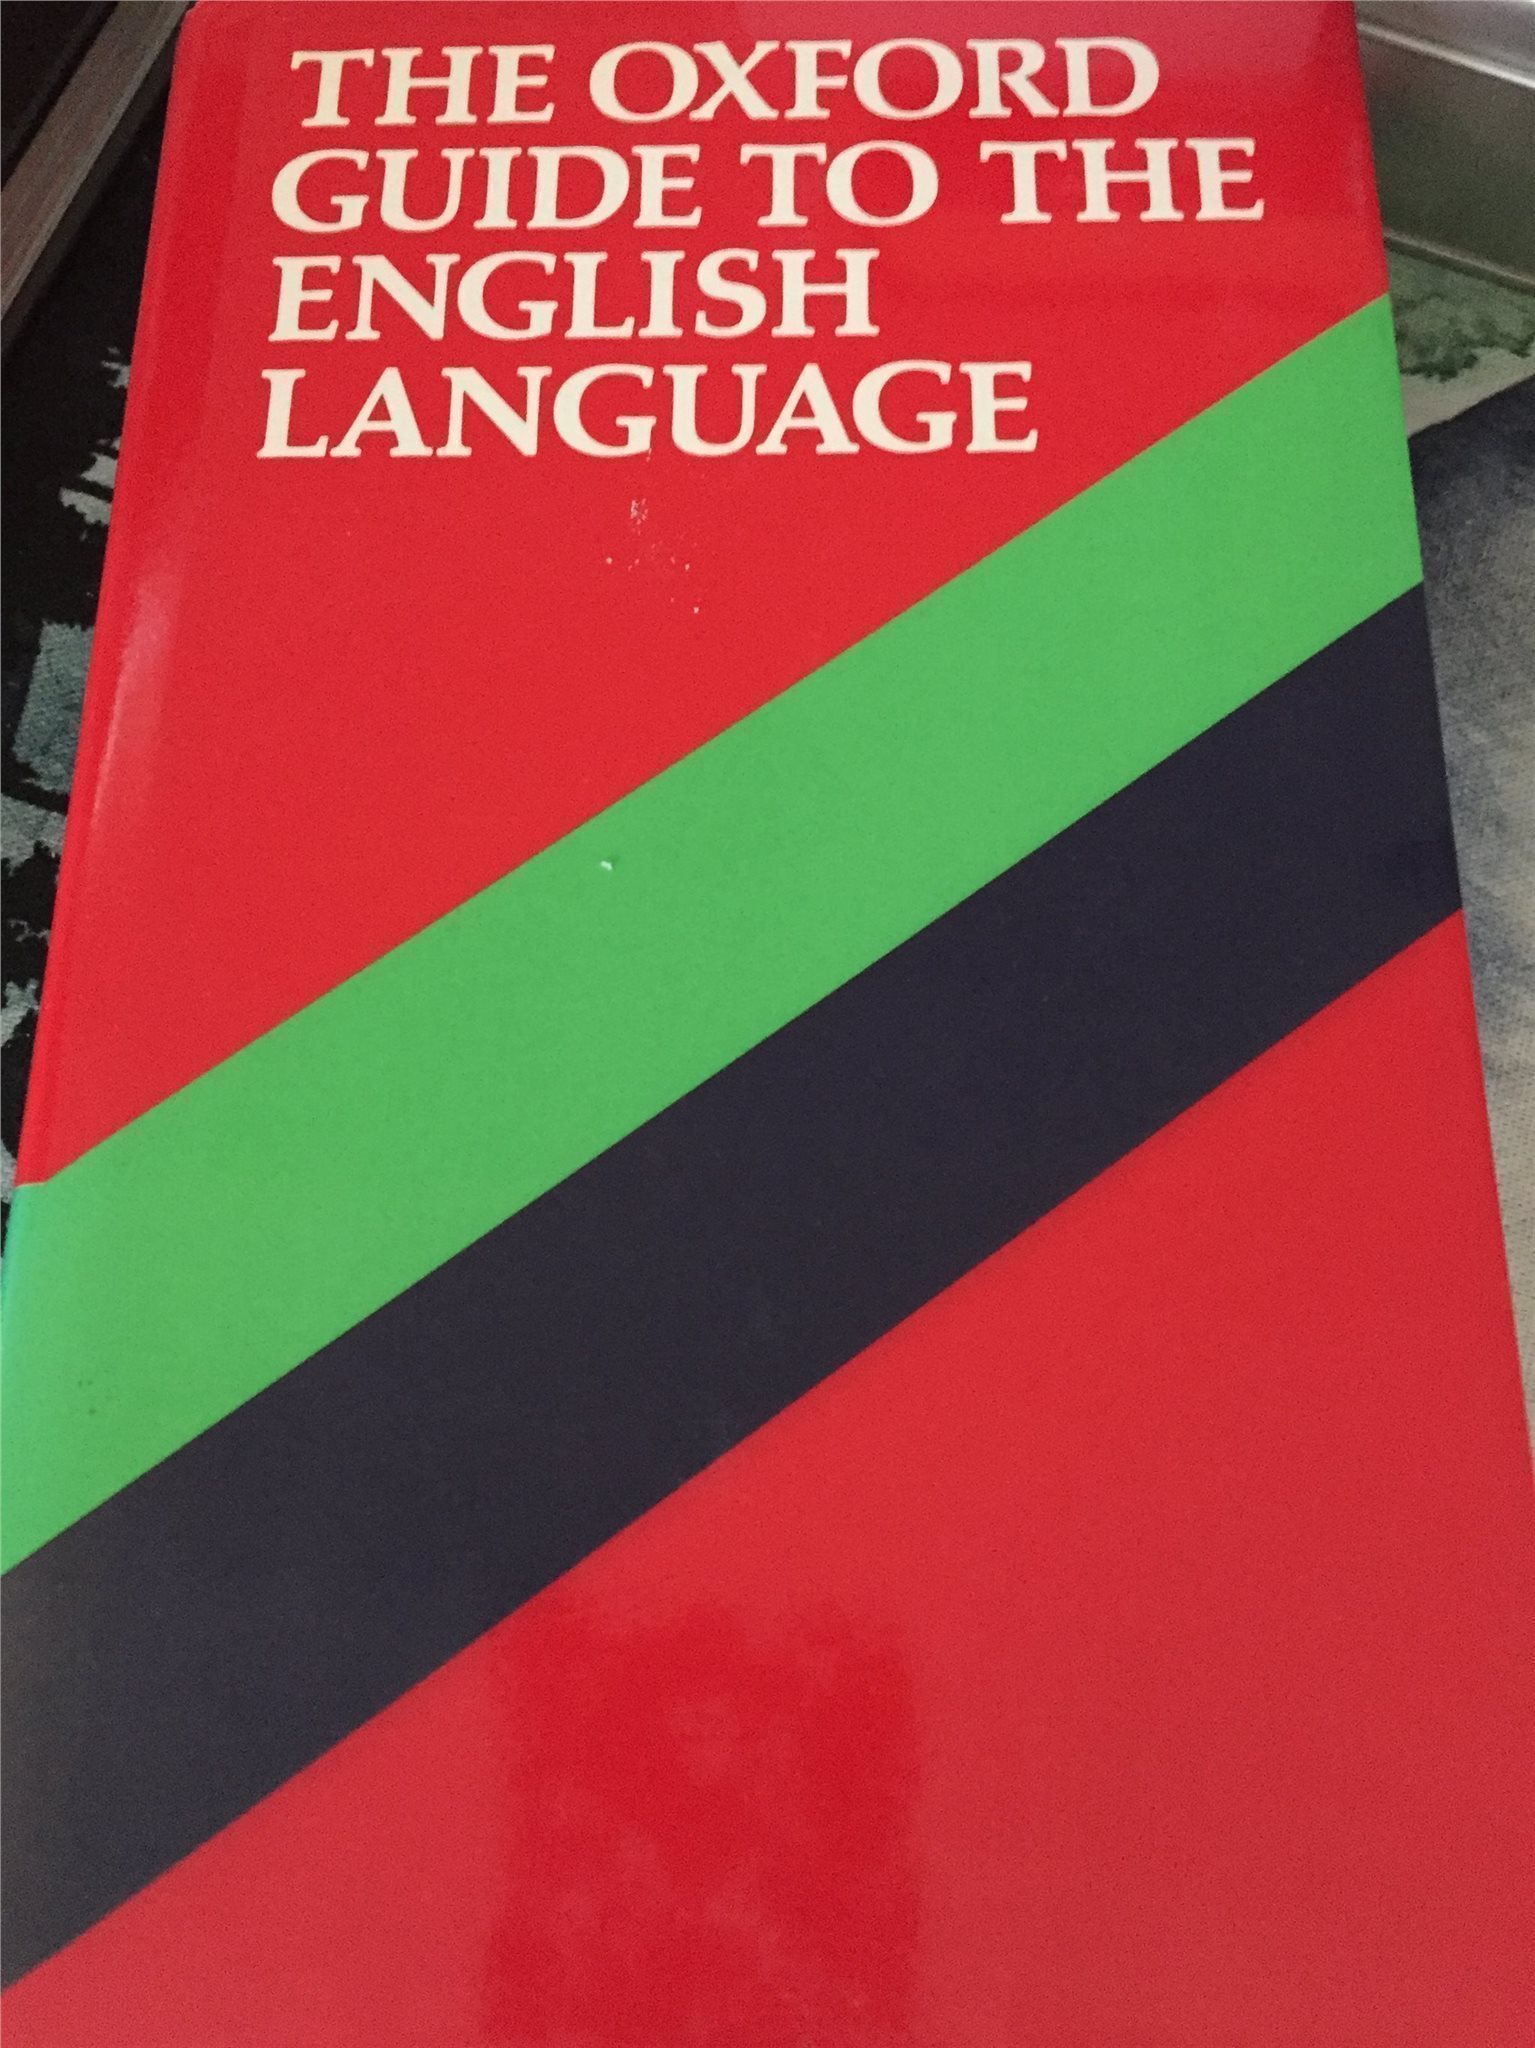 THE OXFORD
GUIDE TO THE
ENGLISH
LANGUAGE